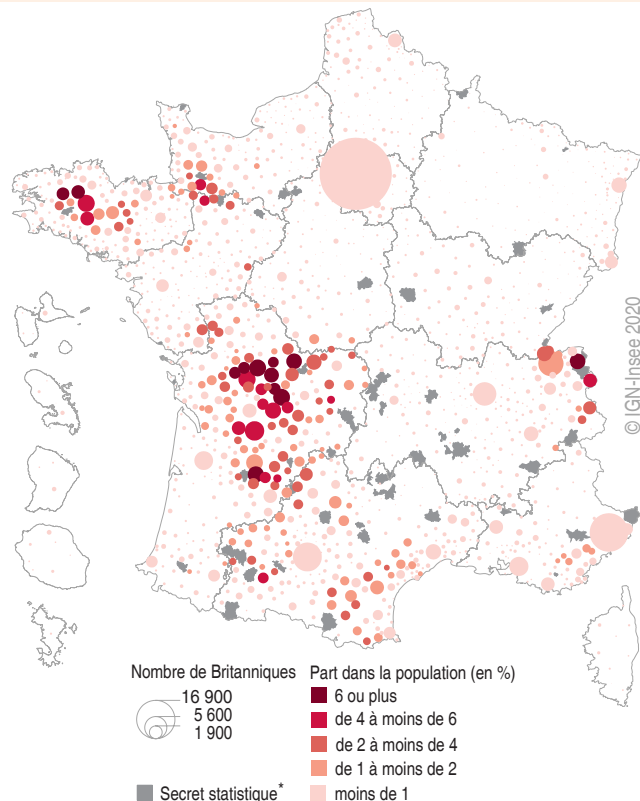 © IGN-Insee 2020
Nombre de Britanniques
16 900
5 600
1 900
Secret statistique*
Part dans la population (en %)
6 ou plus
de 4 à moins de 6
de 2 à moins de 4
de 1 à moins de 2
moins de 1